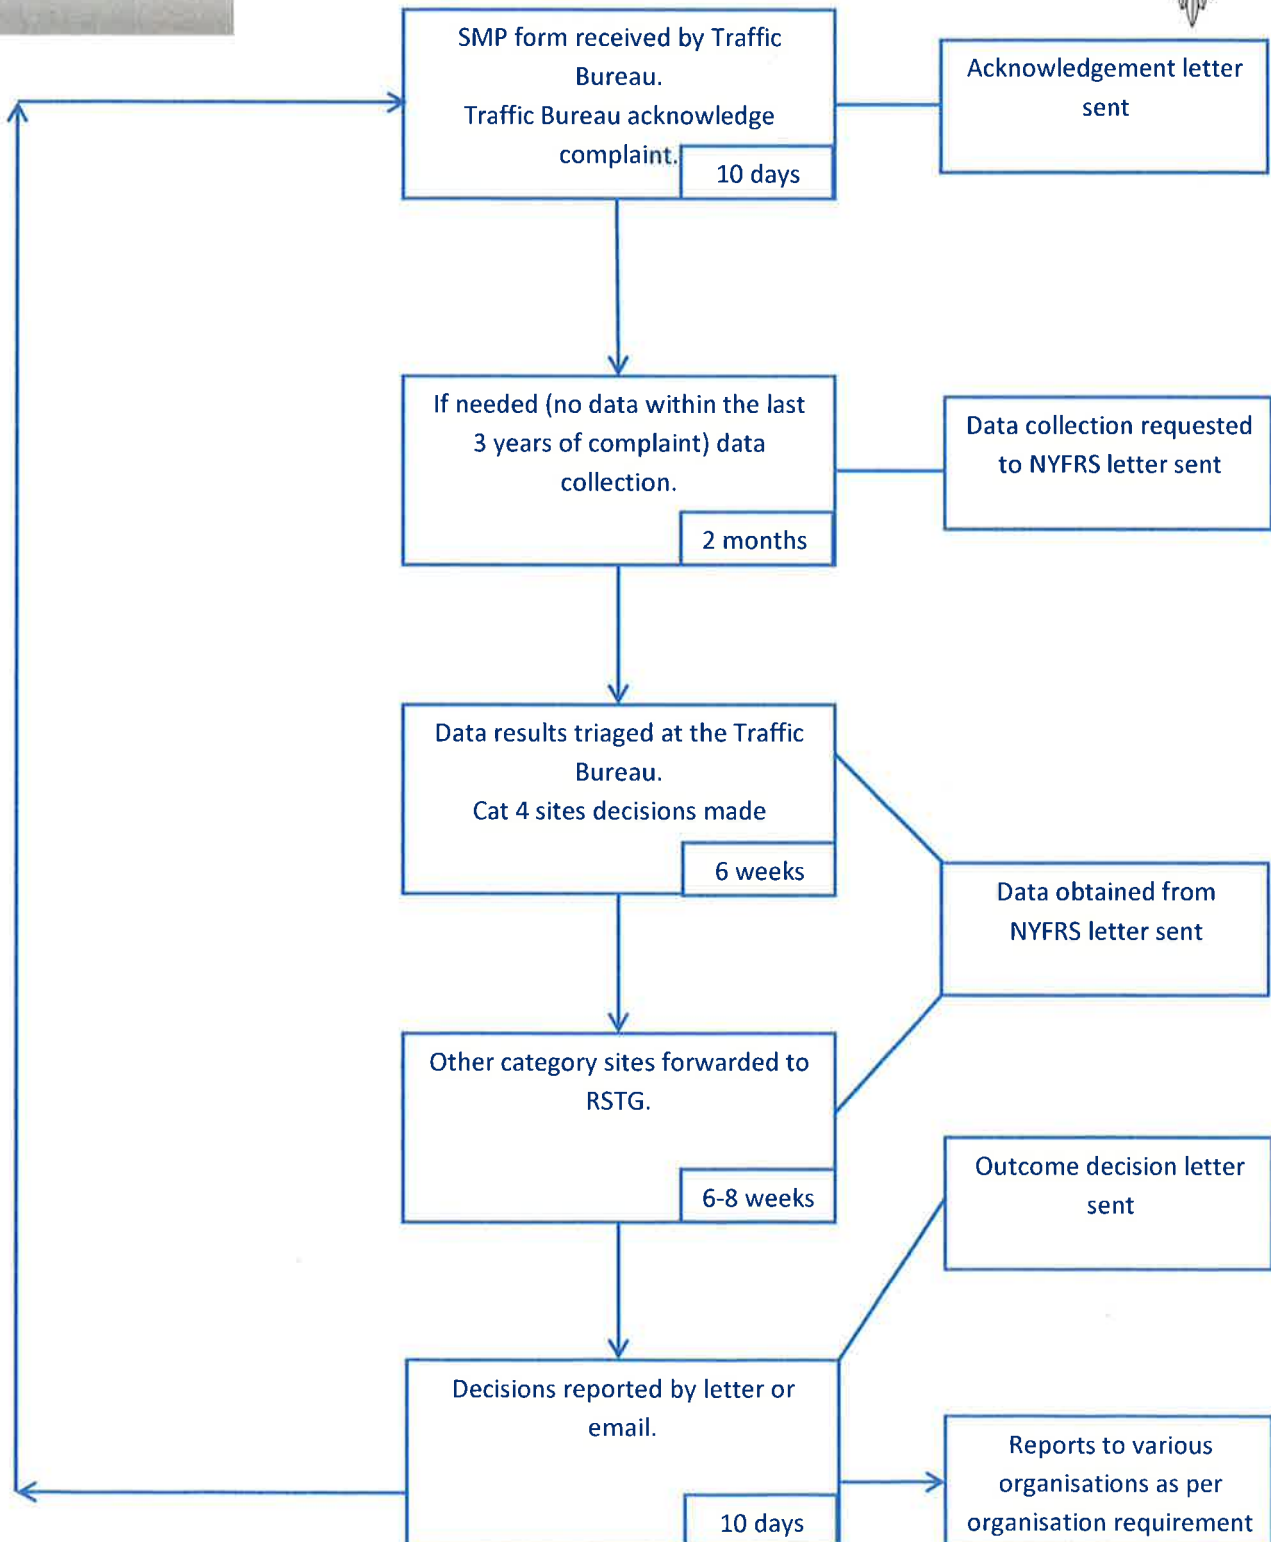 SMP form received by Traffic
Bureau.
Traffic Bureau acknowledge
complaint.
10 days
Acknowledgement letter
sent
If needed (no data within the last
3 years of complaint) data
collection.
2 months
Data collection requested
to NYFRS letter sent
Data results triaged at the Traffic
Bureau.
Cat 4 sites decisions made
6 weeks
Data obtained from
NYFRS letter sent
Other category sites forwarded to
RSTG.
6-8 weeks
Outcome decision letter
sent
Decisions reported by letter or
email.
10 days
Reports to various
organisations as per
organisation requirement